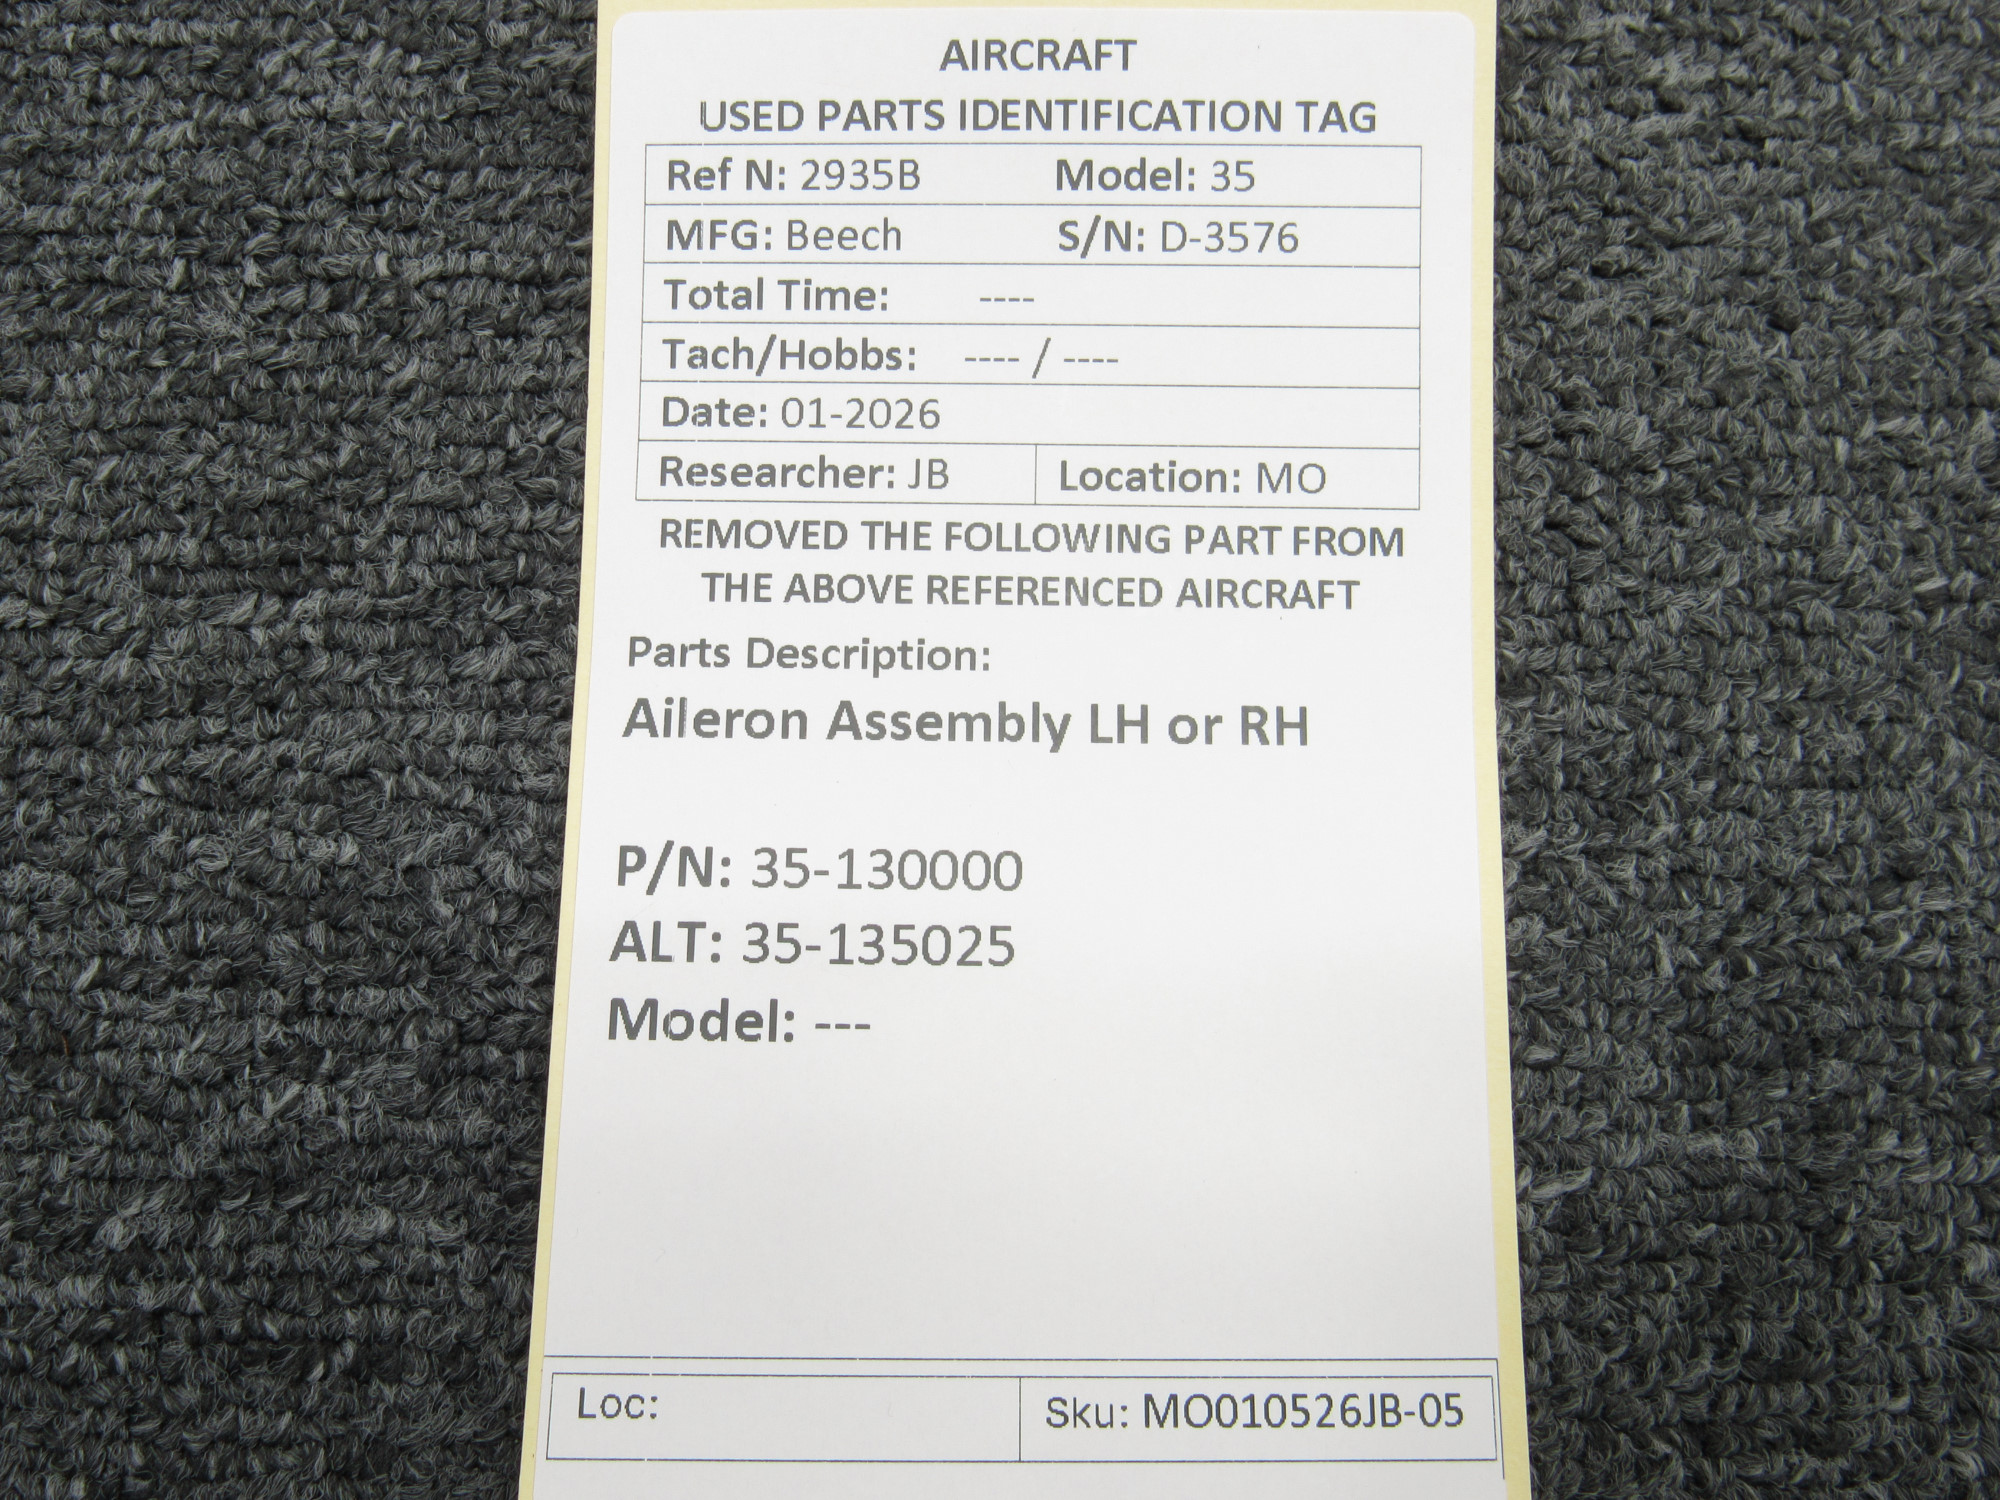 AIRCRAFT
USED PARTS IDENTIFICATION TAG
Ref N: 2935B Model: 35
MFG: Beech S/N: D-3576
Total Time: ----
Tach/Hobbs: ---- / ----
Date: 01-2026
Researcher: JB Location: MO
REMOVED THE FOLLOWING PART FROM
THE ABOVE REFERENCED AIRCRAFT
Parts Description:
Aileron Assembly LH or RH
P/N: 35-130000
ALT: 35-135025
Model: ---
Loc: Sku: MO010526JB-05